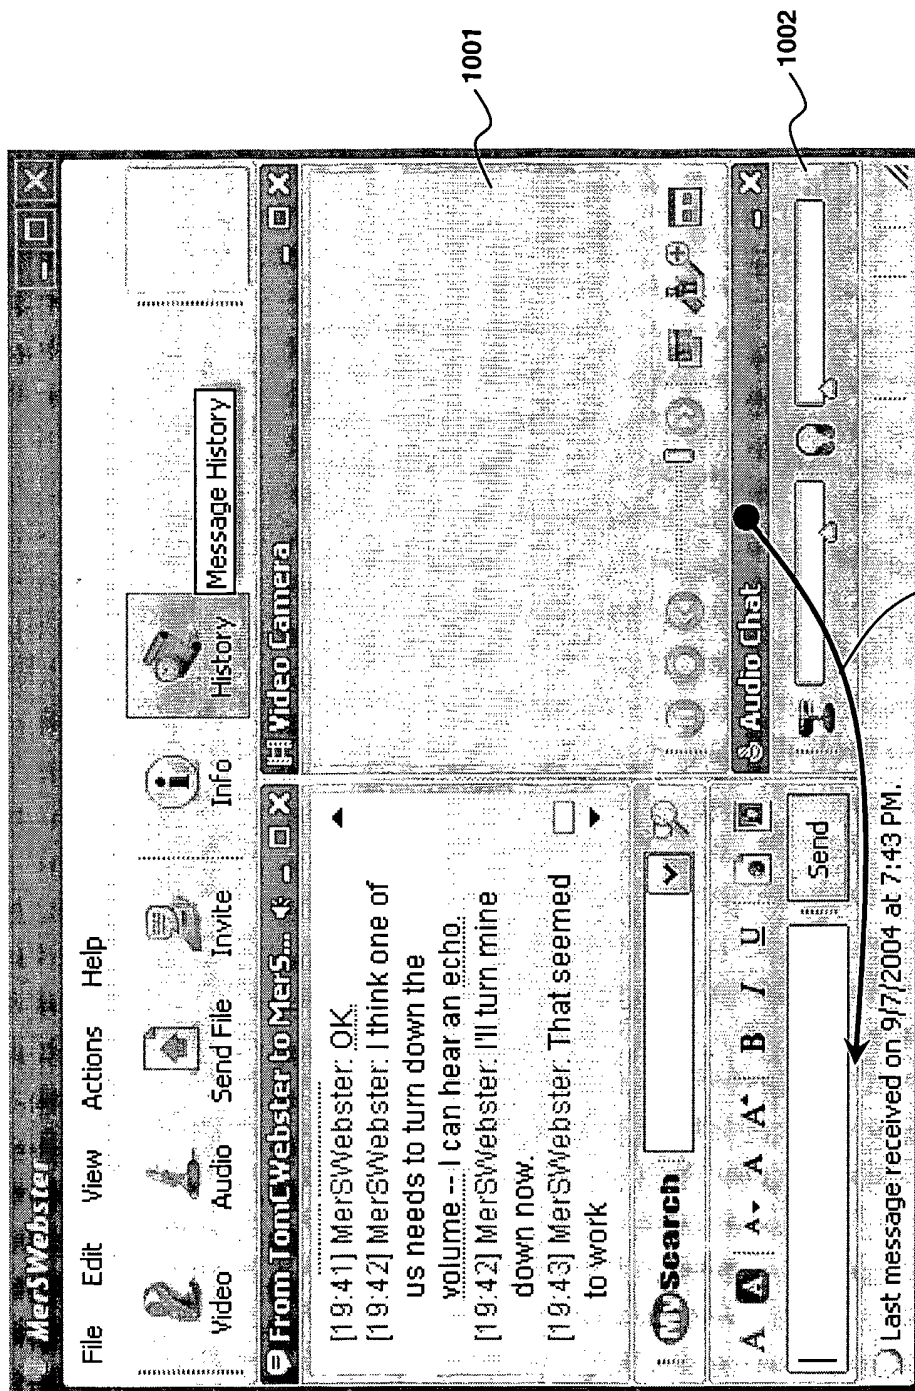 MerSWebster
File Edit View Actions Help
Video Audio Send File Invite Info History
Message History
From TonCWebster to MerS...
Video Camera
[19:41] MerSWebster: OK
[19:42] MerSWebster: I think one of
us needs to turn down the
volume -- I can hear an echo.
[19:42] MerSWebster: I'll turn mine
down now.
[19:43] MerSWebster: That seemed
to work
my search
A A A A A B I U
Send
Audio Chat
Last message received on 9/7/2004 at 7:43 PM.
1001
1002